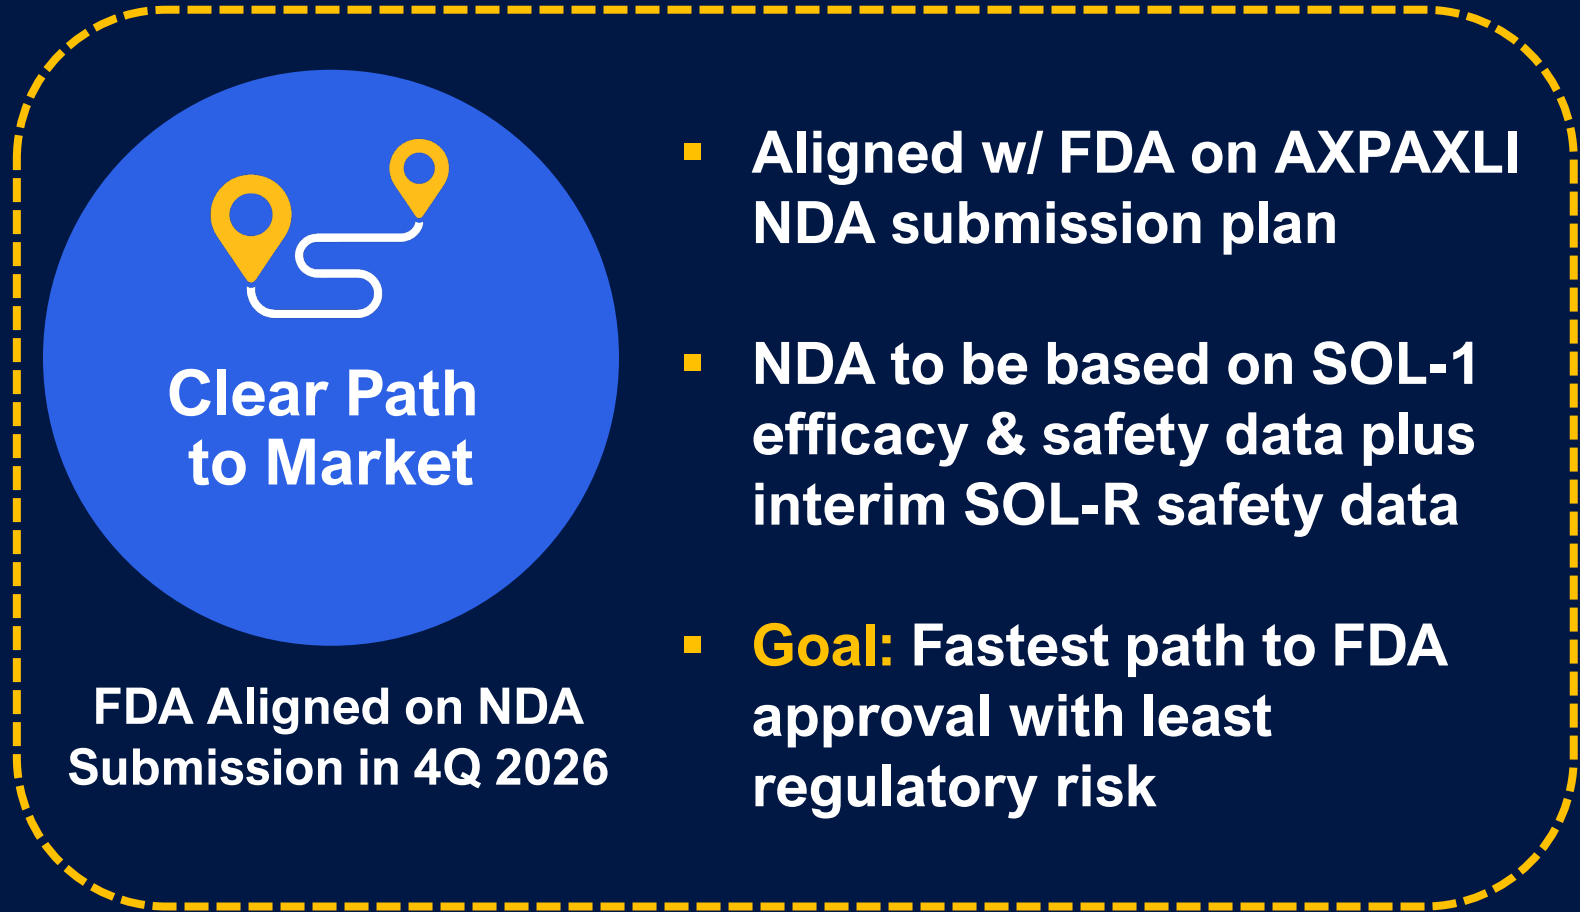 Clear Path
to Market
FDA Aligned on NDA
Submission in 4Q 2026
▪ Aligned w/ FDA on AXPAXLI
NDA submission plan
▪ NDA to be based on SOL-1
efficacy & safety data plus
interim SOL-R safety data
▪ Goal: Fastest path to FDA
approval with least
regulatory risk